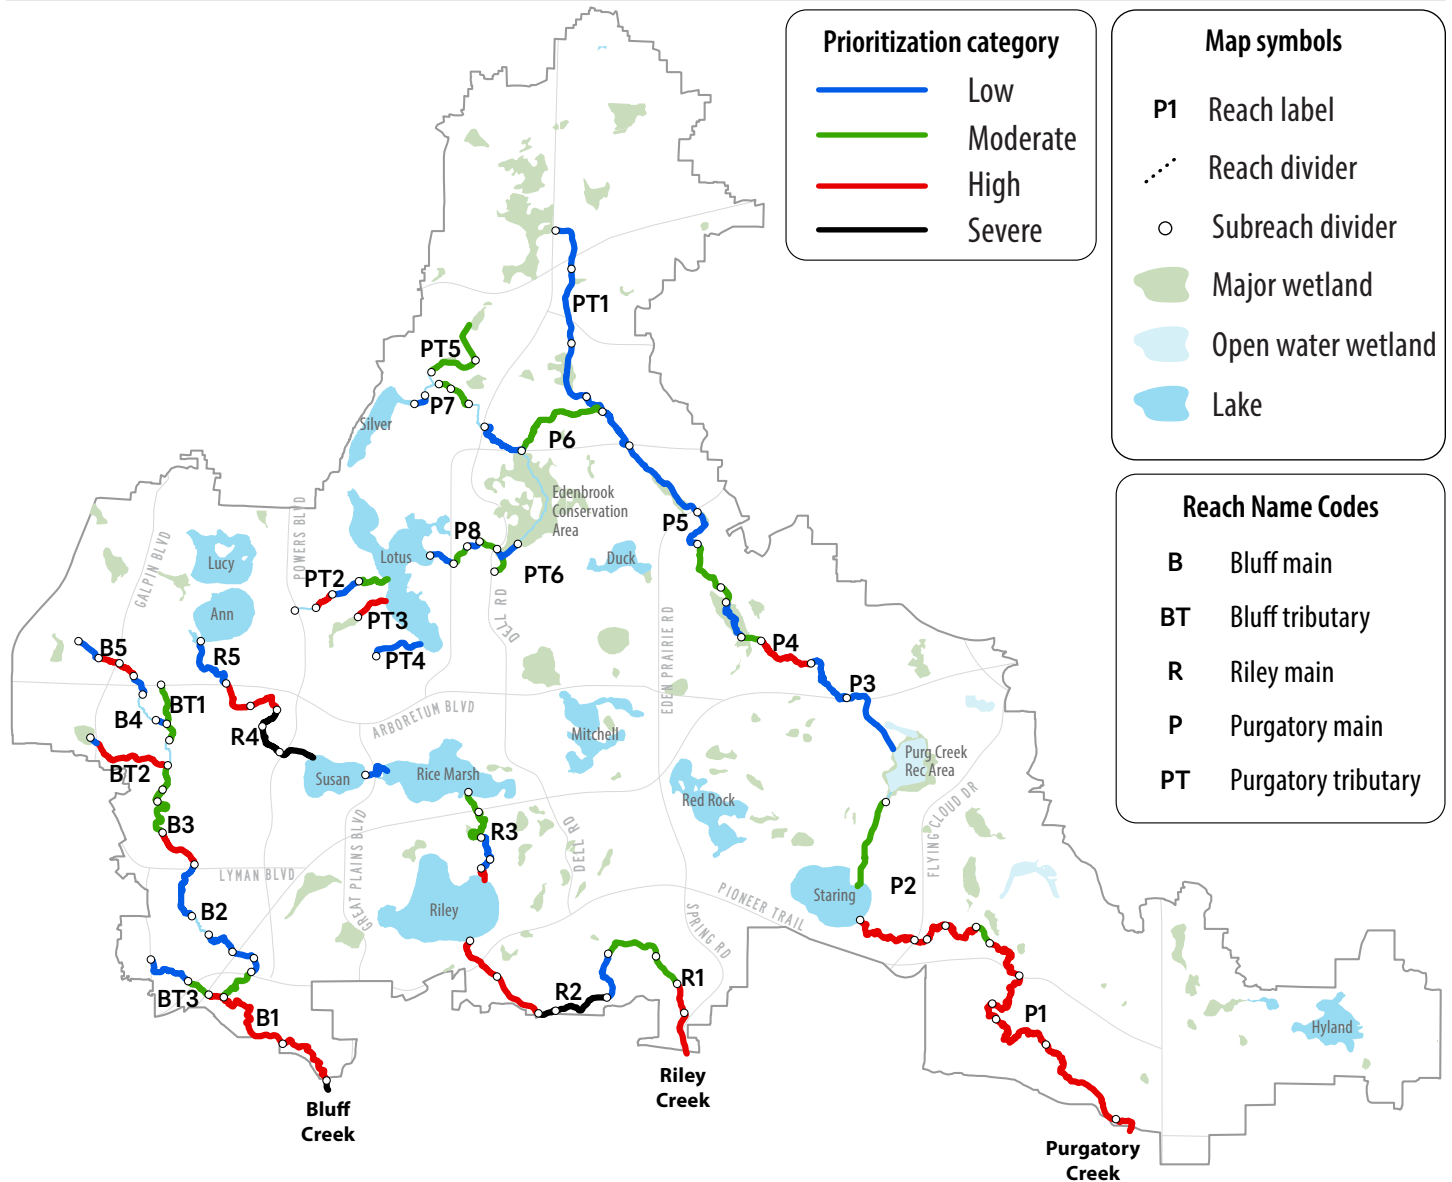 Prioritization category
Low
Moderate
High
Severe
Map symbols
P1 Reach label
Reach divider
Subreach divider
Major wetland
Open water wetland
Lake
Reach Name Codes
B Bluff main
BT Bluff tributary
R Riley main
P Purgatory main
PT Purgatory tributary
PT1
PT5
P7
Silver
P6
Edenbrook
Conservation
Area
P5
P8
PT6
Duck
Lotus
PT2
PT3
PT4
POWERS BLVD
GALPIN BLVD
Lucy
Ann
DELL RD
EDEN PRAIRIE RD
B5
R5
BT1
B4
R4
BT2
B3
ARBORETUM BLVD
P4
P3
Mitchell
Purg Creek
Rec Area
Susan
Rice Marsh
Red Rock
R3
GREAT PLAINS BLVD
DELL RD
FLYING CLOUD DR
LYMAN BLVD
PIONEER TRAIL
Staring
P2
Riley
B2
SPRING RD
BT3
B1
R2
R1
P1
Hyland
Bluff
Creek
Riley
Creek
Purgatory
Creek